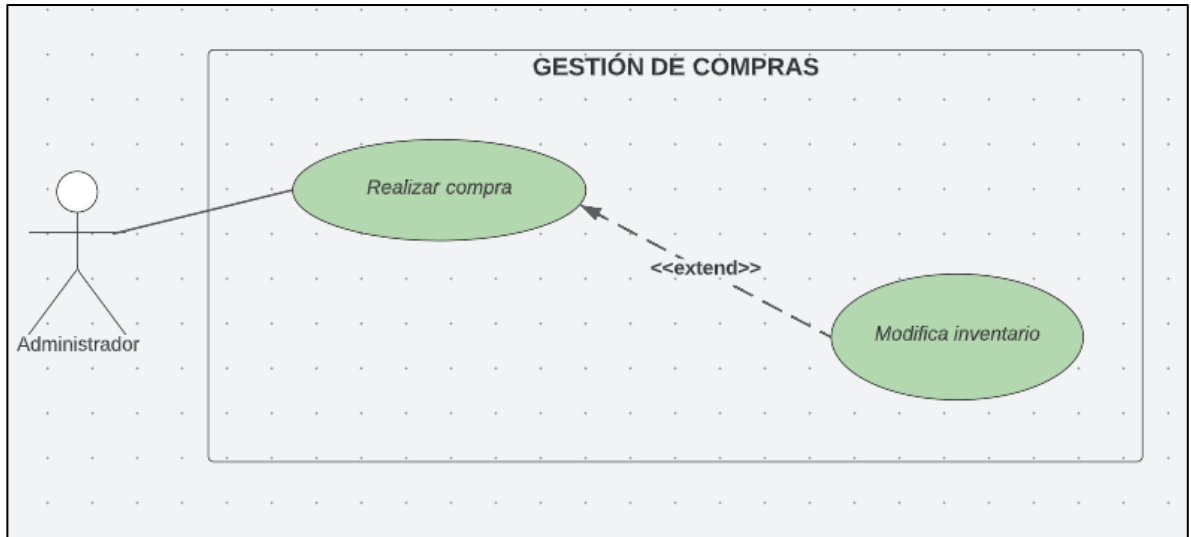 GESTIÓN DE COMPRAS
Realizar compra
<<extend>>
Modifica inventario
Administrador